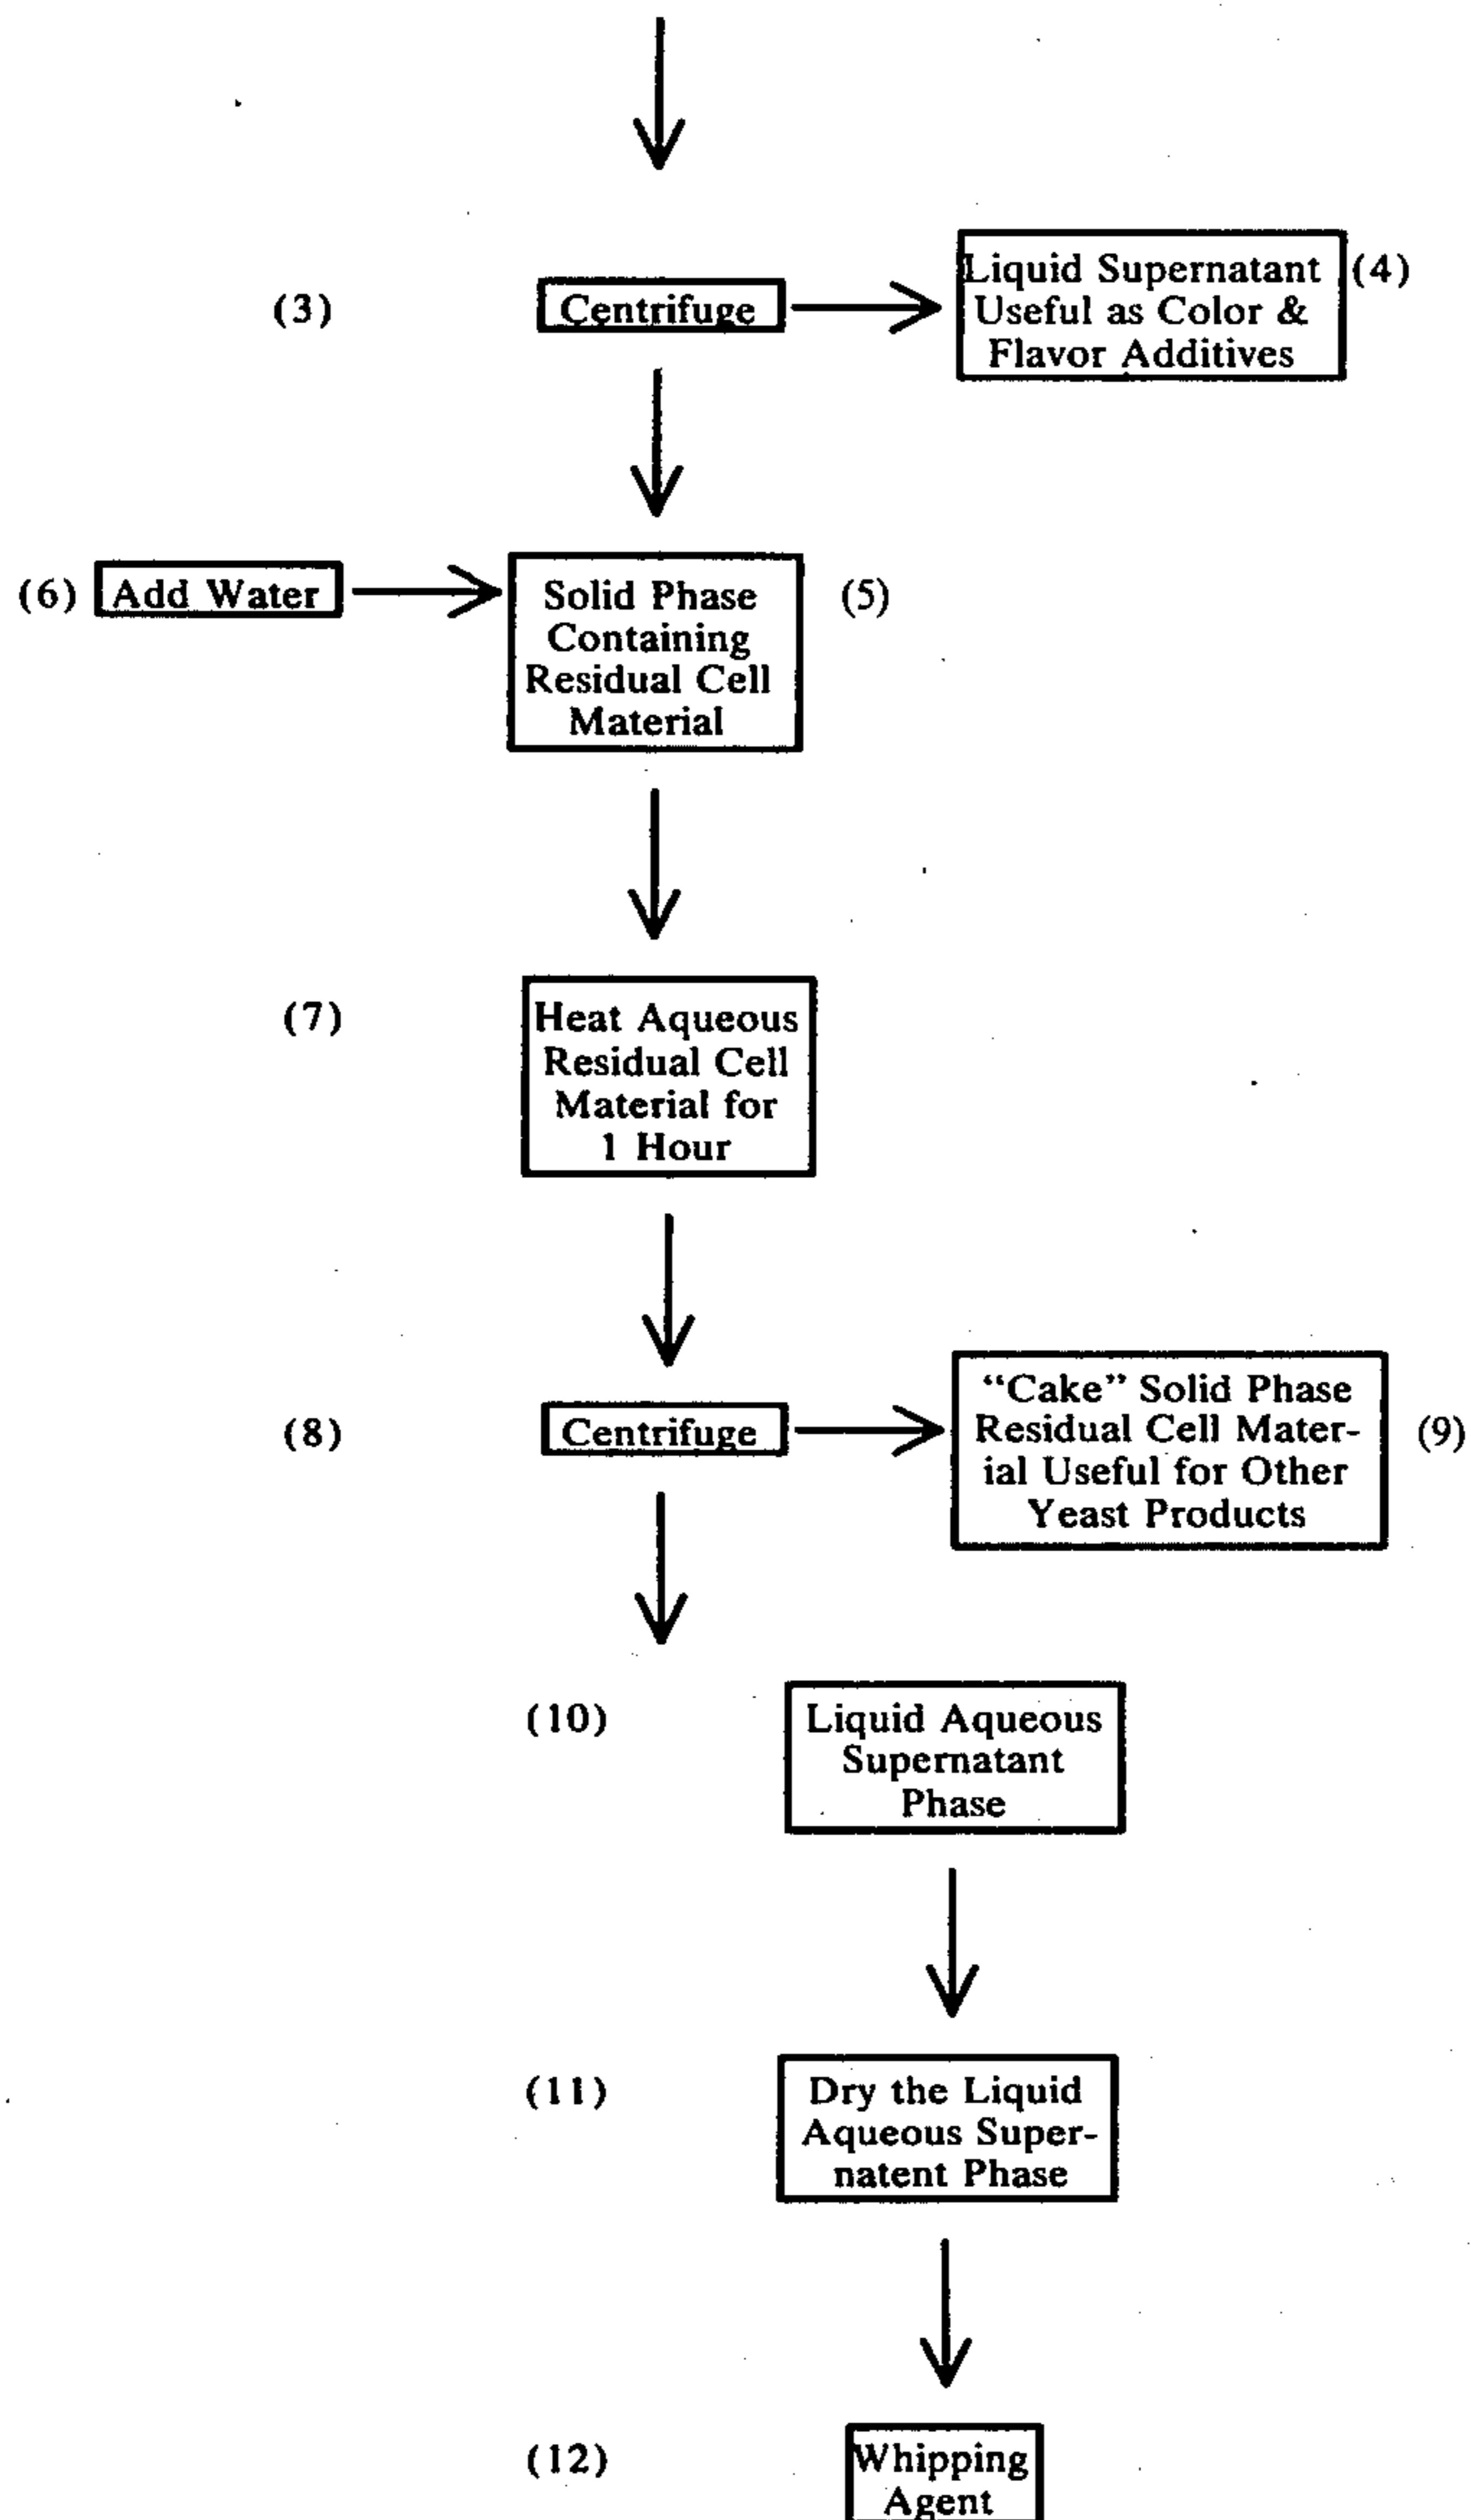 (3)
Centrifuge
Liquid Supernatant
Useful as Color &
Flavor Additives
(4)
(6)
Add Water
Solid Phase
Containing
Residual Cell
Material
(5)
(7)
Heat Aqueous
Residual Cell
Material for
1 Hour
(8)
Centrifuge
“Cake” Solid Phase
Residual Cell Mater-
ial Useful for Other
Yeast Products
(9)
(10)
Liquid Aqueous
Supernatant
Phase
(11)
Dry the Liquid
Aqueous Super-
natent Phase
(12)
Whipping
Agent